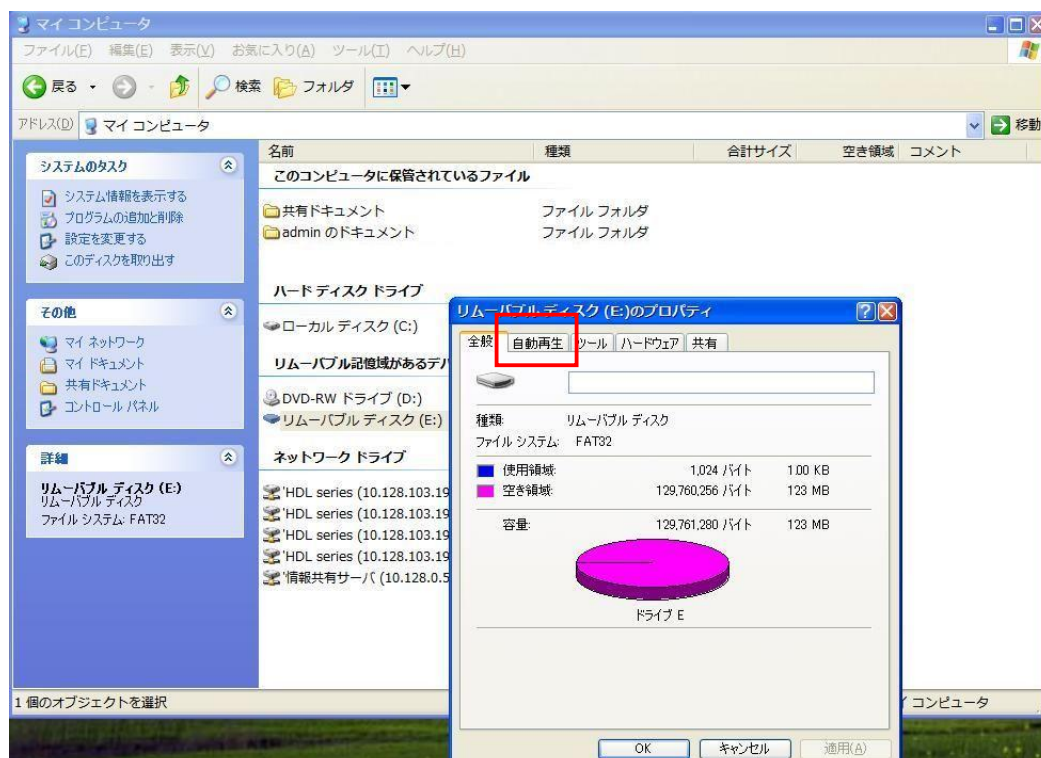 マイ コンピュータ
ファイル(F) 編集(E) 表示(V) お気に入り(A) ツール(T) ヘルプ(H)
戻る 検索 フォルダ
アドレス(D) マイ コンピュータ 移動
システムのタスク
システム情報を表示する
プログラムの追加と削除
設定を変更する
このディスクを取り出す
その他
マイ ネットワーク
マイ ドキュメント
共有ドキュメント
コントロール パネル
詳細
リムーバブル ディスク (E:)
リムーバブル ディスク
ファイル システム: FAT32
名前 種類 合計サイズ 空き領域 コメント
このコンピュータに保管されているファイル
共有ドキュメント ファイル フォルダ
admin のドキュメント ファイル フォルダ
ハード ディスク ドライブ
ローカル ディスク (C:)
リムーバブル記憶域があるデバ
DVD-RW ドライブ (D:)
リムーバブル ディスク (E:)
ネットワーク ドライブ
'HDL series (10.128.103.19
'HDL series (10.128.103.19
'HDL series (10.128.103.19
'HDL series (10.128.103.19
'情報共有サーバ (10.128.0.5
リムーバブル ディスク (E:)のプロパティ
全般 自動再生 ツール ハードウェア 共有
種類: リムーバブル ディスク
ファイル システム: FAT32
使用領域: 1,024 バイト 1.00 KB
空き領域: 129,760,256 バイト 123 MB
容量: 129,761,280 バイト 123 MB
ドライブ E
OK キャンセル 適用(A)
1 個のオブジェクトを選択
イ コンピュータ